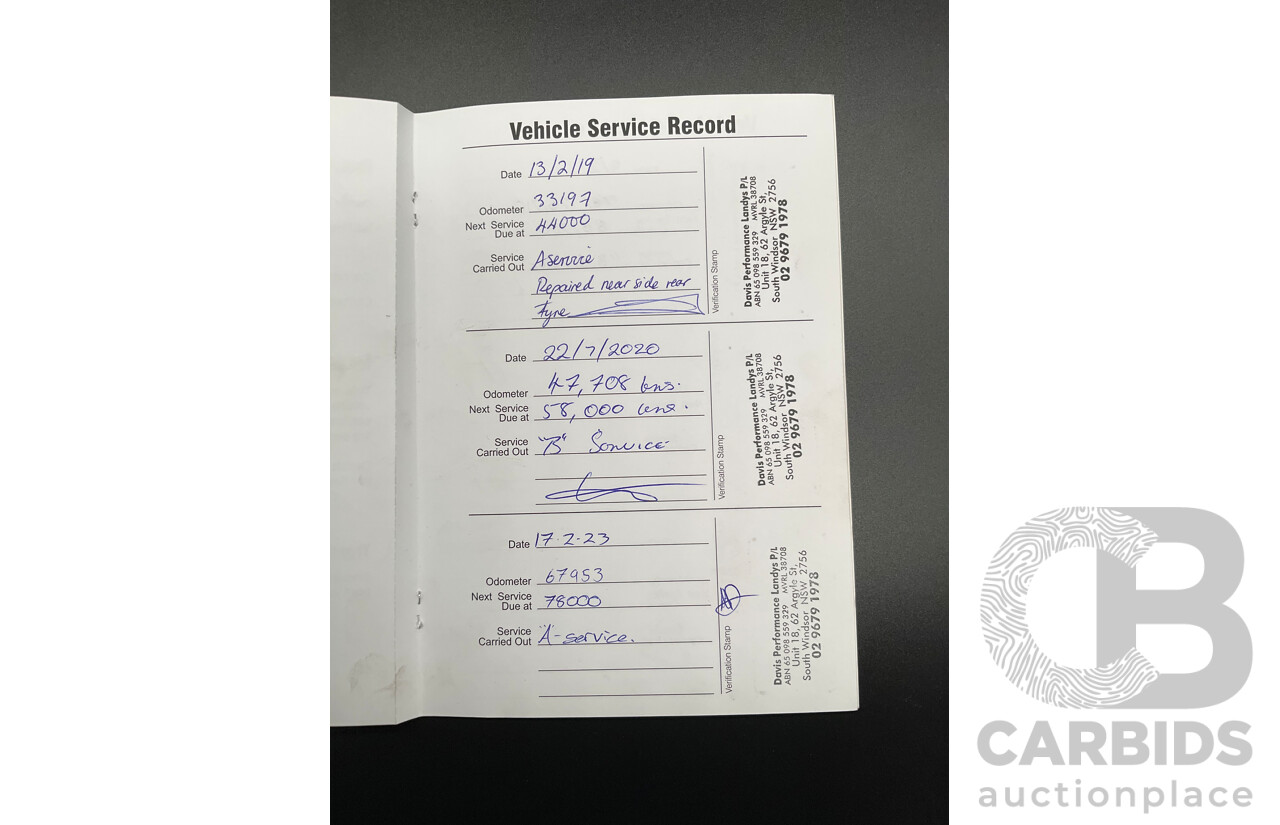 Vehicle Service Record
Date 13/2/19
Odometer 33197
Next Service
Due at 44000
Service
Carried Out A service
Repaired near side rear
tyre
Verification Stamp
Davis Performance Landys P/L
ABN 65 098 559 329 MVRL 38708
Unit 18, 62 Argyle St,
South Windsor NSW 2756
02 9679 1978
Date 22/7/2020
Odometer 47,708 kms.
Next Service
Due at 58,000 kms.
Service
Carried Out "B" Service
Verification Stamp
Davis Performance Landys P/L
ABN 65 098 559 329 MVRL 38708
Unit 18, 62 Argyle St,
South Windsor NSW 2756
02 9679 1978
Date 17.2.23
Odometer 67953
Next Service
Due at 78000
Service
Carried Out A-service.
Verification Stamp
Davis Performance Landys P/L
ABN 65 098 559 329 MVRL 38708
Unit 18, 62 Argyle St,
South Windsor NSW 2756
02 9679 1978
CB
CARBIDS
auctionplace